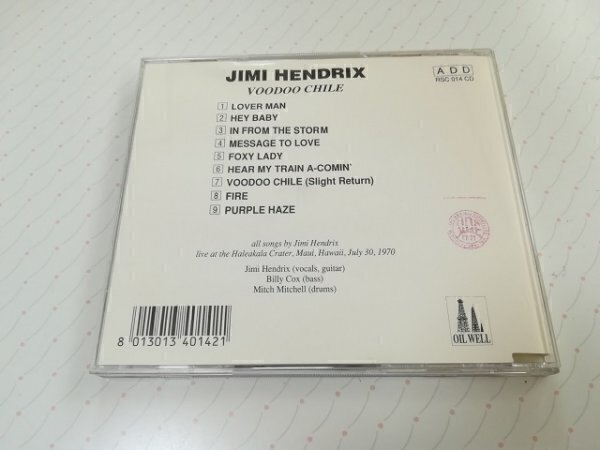 JIMI HENDRIX
VOODOO CHILE
A D D
RSC 014 CD
1 LOVER MAN
2 HEY BABY
3 IN FROM THE STORM
4 MESSAGE TO LOVE
5 FOXY LADY
6 HEAR MY TRAIN A-COMIN'
7 VOODOO CHILE (Slight Return)
8 FIRE
9 PURPLE HAZE
all songs by Jimi Hendrix
live at the Haleakala Crater, Maui, Hawaii, July 30, 1970
Jimi Hendrix (vocals, guitar)
Billy Cox (bass)
Mitch Mitchell (drums)
8 013013 401421
OIL WELL